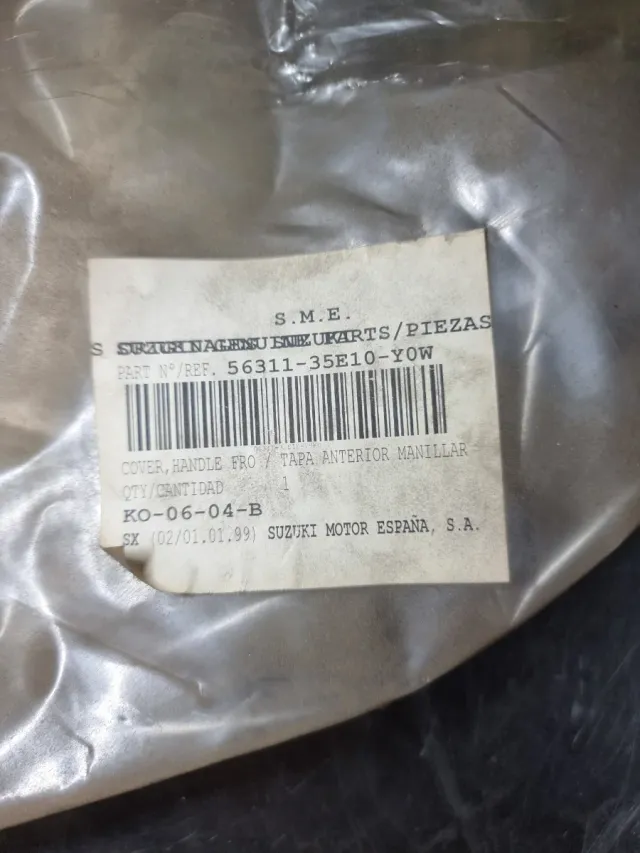 S.M.E.
PARTS/PIEZAS
PART Nº/REF. 56311-35E10-Y0W
COVER,HANDLE FRO / TAPA ANTERIOR MANILLAR
QTY/CANTIDAD 1
KO-06-04-B
SX (02/01.01.99) SUZUKI MOTOR ESPAÑA, S.A.